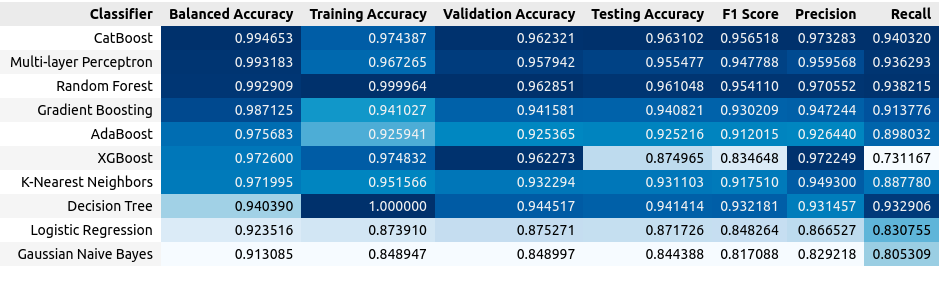 Classifier Balanced Accuracy Training Accuracy Validation Accuracy Testing Accuracy F1 Score Precision Recall
CatBoost 0.994653 0.974387 0.962321 0.963102 0.956518 0.973283 0.940320
Multi-layer Perceptron 0.993183 0.967265 0.957942 0.955477 0.947788 0.959568 0.936293
Random Forest 0.992909 0.999964 0.962851 0.961048 0.954110 0.970552 0.938215
Gradient Boosting 0.987125 0.941027 0.941581 0.940821 0.930209 0.947244 0.913776
AdaBoost 0.975683 0.925941 0.925365 0.925216 0.912015 0.926440 0.898032
XGBoost 0.972600 0.974832 0.962273 0.874965 0.834648 0.972249 0.731167
K-Nearest Neighbors 0.971995 0.951566 0.932294 0.931103 0.917510 0.949300 0.887780
Decision Tree 0.940390 1.000000 0.944517 0.941414 0.932181 0.931457 0.932906
Logistic Regression 0.923516 0.873910 0.875271 0.871726 0.848264 0.866527 0.830755
Gaussian Naive Bayes 0.913085 0.848947 0.848997 0.844388 0.817088 0.829218 0.805309